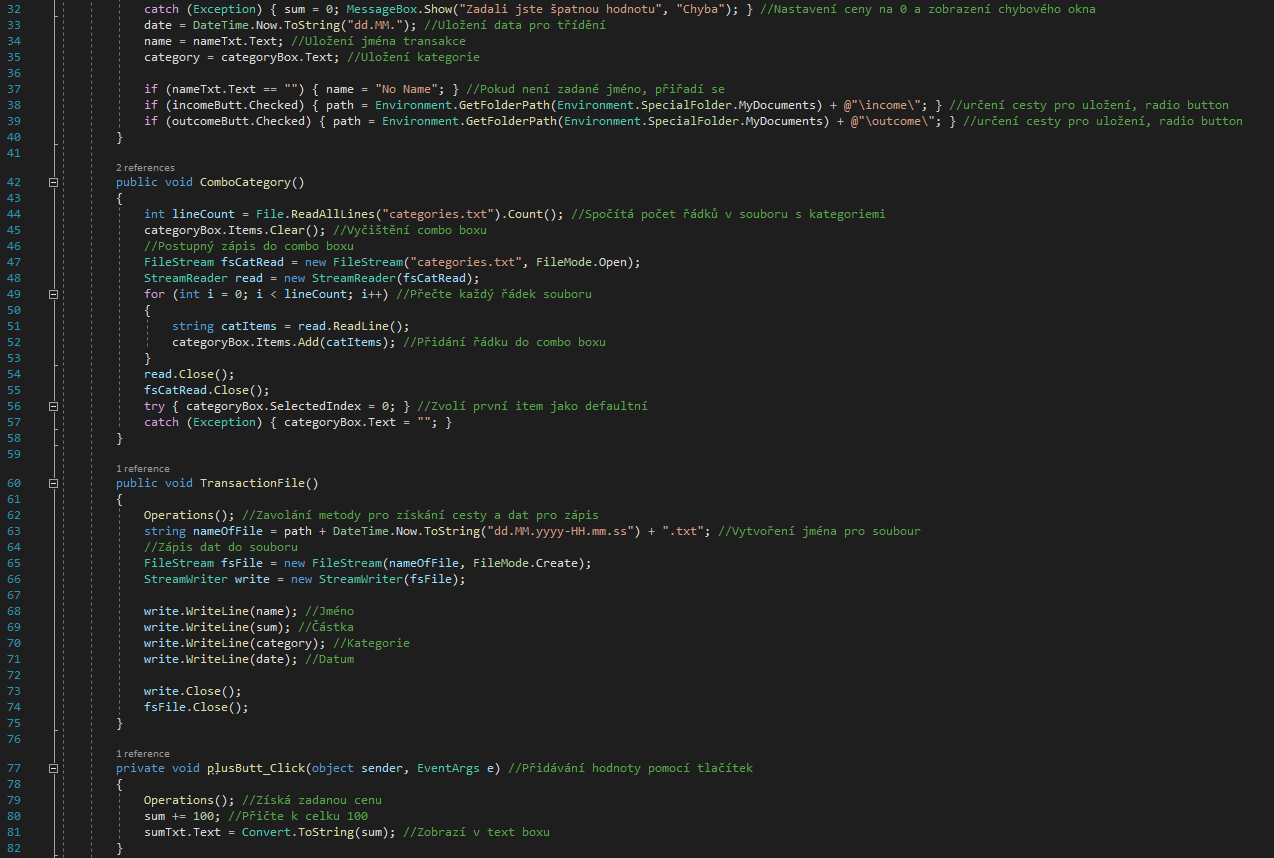 32 catch (Exception) { sum = 0; MessageBox.Show("Zadali jste špatnou hodnotu", "Chyba"); } //Nastavení ceny na 0 a zobrazení chybového okna
33 date = DateTime.Now.ToString("dd.MM."); //Uložení data pro třídění
34 name = nameTxt.Text; //Uložení jména transakce
35 category = categoryBox.Text; //Uložení kategorie
36
37 if (nameTxt.Text == "") { name = "No Name"; } //Pokud není zadané jméno, přiřadí se
38 if (incomeButt.Checked) { path = Environment.GetFolderPath(Environment.SpecialFolder.MyDocuments) + @"\income\"; } //určení cesty pro uložení, radio button
39 if (outcomeButt.Checked) { path = Environment.GetFolderPath(Environment.SpecialFolder.MyDocuments) + @"\outcome\"; } //určení cesty pro uložení, radio button
40 }
41
2 references
42 public void ComboCategory()
43 {
44 int lineCount = File.ReadAllLines("categories.txt").Count(); //Spočítá počet řádků v souboru s kategoriemi
45 categoryBox.Items.Clear(); //Vyčištění combo boxu
46 //Postupný zápis do combo boxu
47 FileStream fsCatRead = new FileStream("categories.txt", FileMode.Open);
48 StreamReader read = new StreamReader(fsCatRead);
49 for (int i = 0; i < lineCount; i++) //Přečte každý řádek souboru
50 {
51 string catItems = read.ReadLine();
52 categoryBox.Items.Add(catItems); //Přidání řádku do combo boxu
53 }
54 read.Close();
55 fsCatRead.Close();
56 try { categoryBox.SelectedIndex = 0; } //Zvolí první item jako defaultní
57 catch (Exception) { categoryBox.Text = ""; }
58 }
59
1 reference
60 public void TransactionFile()
61 {
62 Operations(); //Zavolání metody pro získání cesty a dat pro zápis
63 string nameOfFile = path + DateTime.Now.ToString("dd.MM.yyyy-HH.mm.ss") + ".txt"; //Vytvoření jména pro soubour
64 //Zápis dat do souboru
65 FileStream fsFile = new FileStream(nameOfFile, FileMode.Create);
66 StreamWriter write = new StreamWriter(fsFile);
67
68 write.WriteLine(name); //Jméno
69 write.WriteLine(sum); //Částka
70 write.WriteLine(category); //Kategorie
71 write.WriteLine(date); //Datum
72
73 write.Close();
74 fsFile.Close();
75 }
76
1 reference
77 private void plusButt_Click(object sender, EventArgs e) //Přidávání hodnoty pomocí tlačítek
78 {
79 Operations(); //Získá zadanou cenu
80 sum += 100; //Přičte k celku 100
81 sumTxt.Text = Convert.ToString(sum); //Zobrazí v text boxu
82 }